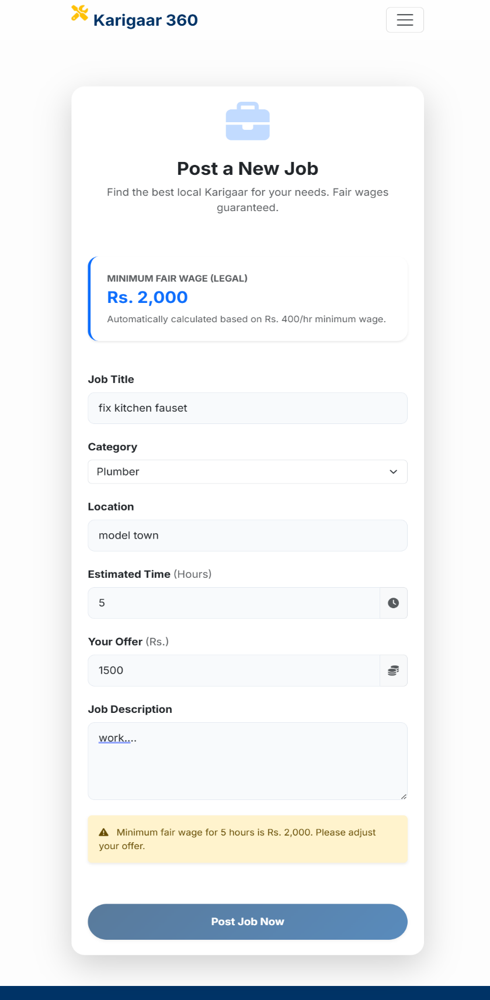 Karigaar 360
Post a New Job
Find the best local Karigaar for your needs. Fair wages
guaranteed.
MINIMUM FAIR WAGE (LEGAL)
Rs. 2,000
Automatically calculated based on Rs. 400/hr minimum wage.
Job Title
fix kitchen fauset
Category
Plumber
Location
model town
Estimated Time (Hours)
5
Your Offer (Rs.)
1500
Job Description
work....
Minimum fair wage for 5 hours is Rs. 2,000. Please adjust
your offer.
Post Job Now